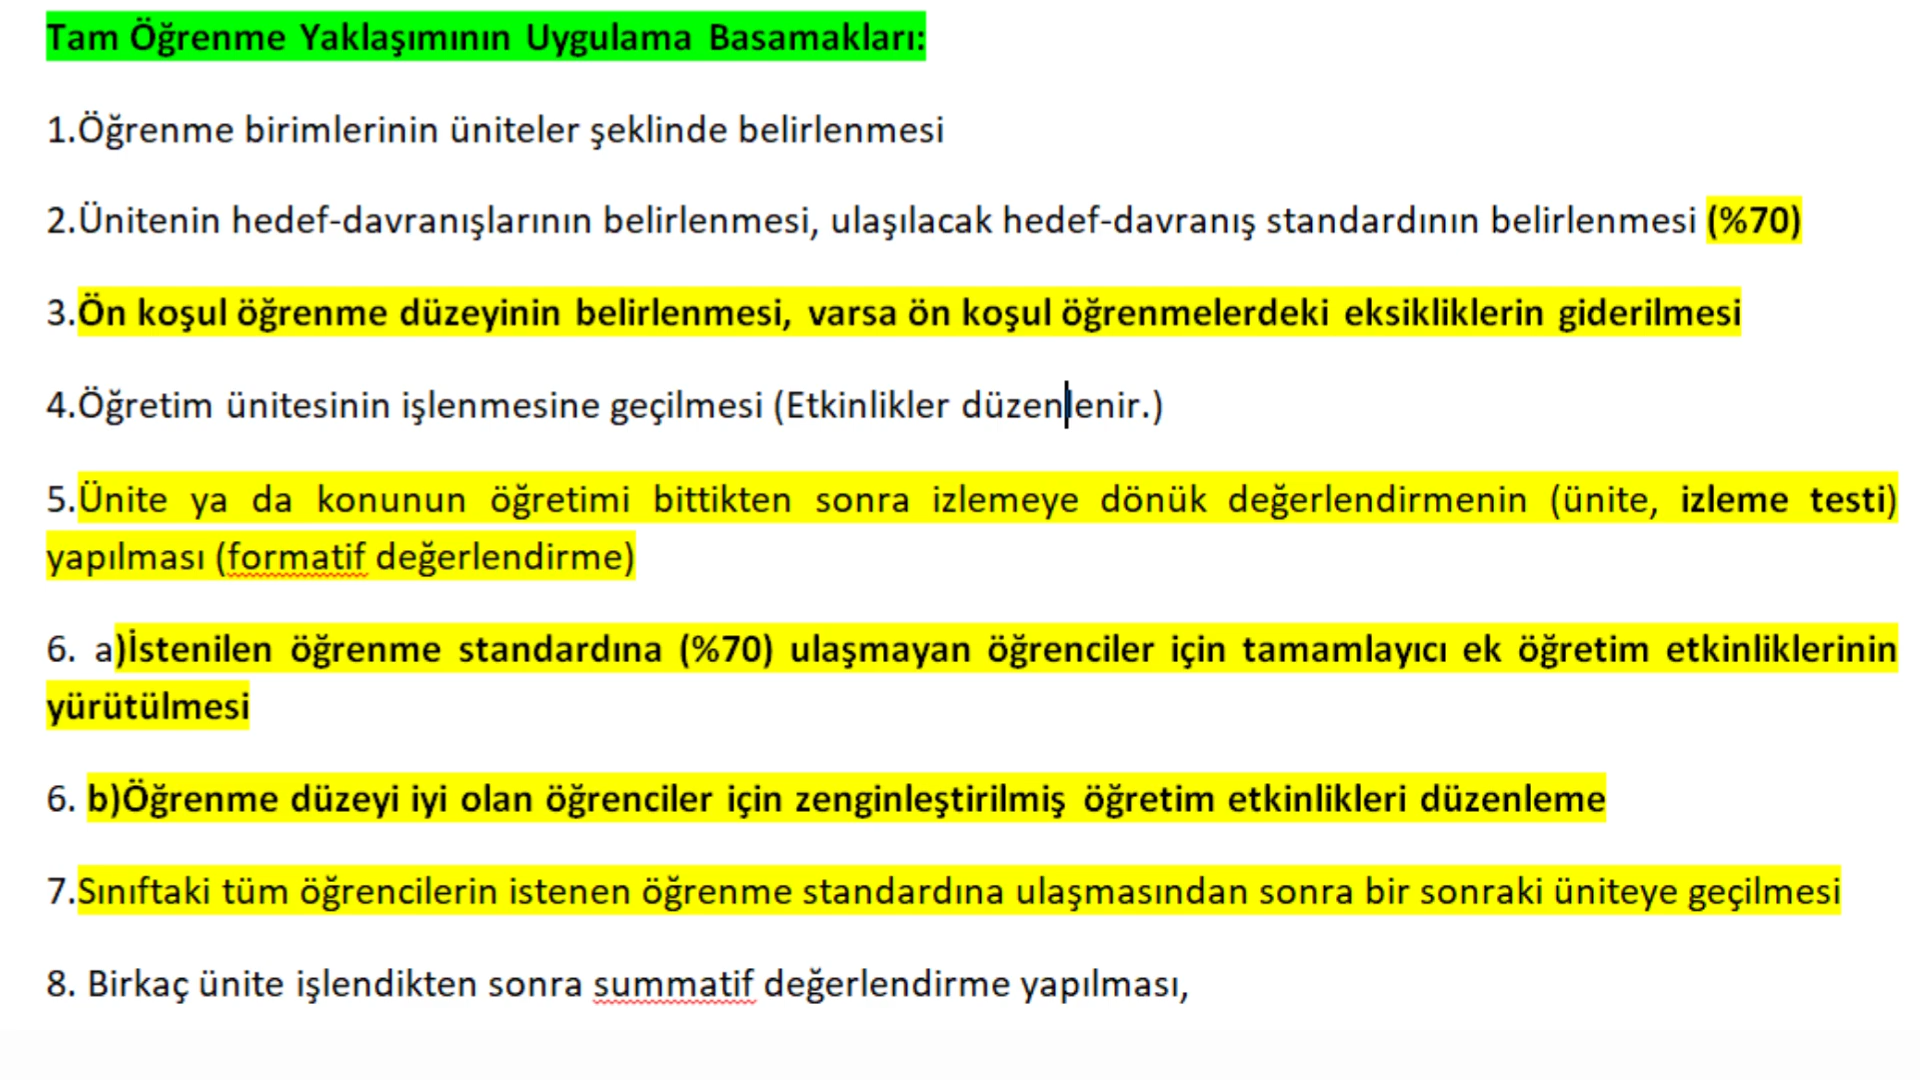 Tam Öğrenme Yaklaşımının Uygulama Basamakları:
1.Öğrenme birimlerinin üniteler şeklinde belirlenmesi
2.Ünitenin hedef-davranışlarının belirlenmesi, ulaşılacak hedef-davranış standardının belirlenmesi (%70)
3.Ön koşul öğrenme düzeyinin belirlenmesi, varsa ön koşul öğrenmelerdeki eksikliklerin giderilmesi
4.Öğretim ünitesinin işlenmesine geçilmesi (Etkinlikler düzenlenir.)
5.Ünite ya da konunun öğretimi bittikten sonra izlemeye dönük değerlendirmenin (ünite, izleme testi)
yapılması (formatif değerlendirme)
6. a)İstenilen öğrenme standardına (%70) ulaşmayan öğrenciler için tamamlayıcı ek öğretim etkinliklerinin
yürütülmesi
6. b)Öğrenme düzeyi iyi olan öğrenciler için zenginleştirilmiş öğretim etkinlikleri düzenleme
7.Sınıftaki tüm öğrencilerin istenen öğrenme standardına ulaşmasından sonra bir sonraki üniteye geçilmesi
8. Birkaç ünite işlendikten sonra summatif değerlendirme yapılması,